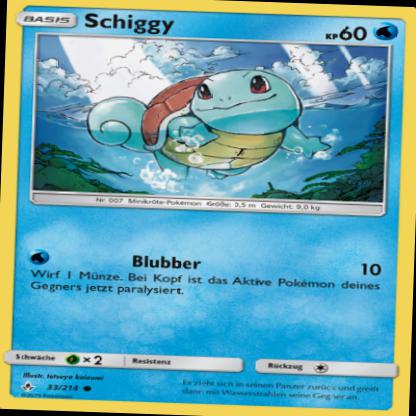 BASIS Schiggy KP60
Nr. 007 Minikröte-Pokémon Größe: 0,5 m Gewicht: 9,0 kg
Blubber 10
Wirf 1 Münze. Bei Kopf ist das Aktive Pokémon deines
Gegners jetzt paralysiert.
Schwäche ×2 Resistenz Rückzug
Illustr. tetsuya koizumi
33/214
Er zieht sich in seinen Panzer zurück und greift
dann mit Wasserstrahlen seine Gegner an.